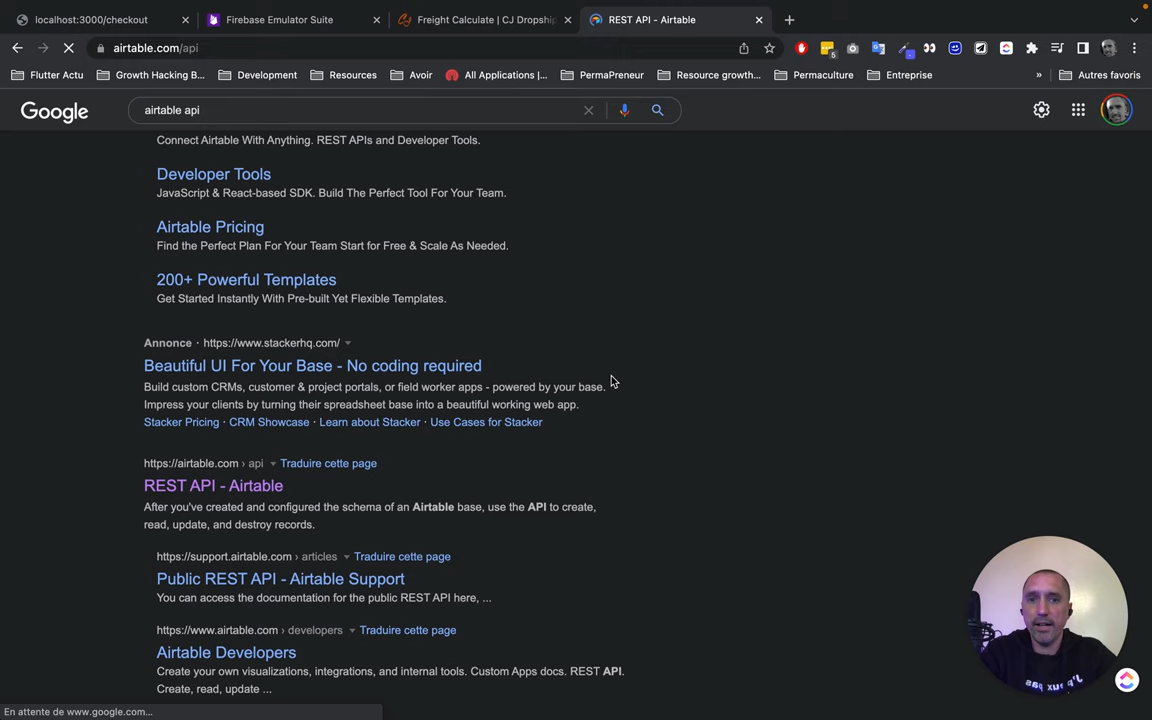 localhost:3000/checkout
Firebase Emulator Suite
Freight Calculate | CJ Dropship
REST API - Airtable
airtable.com/api
5
Flutter Actu
Growth Hacking B...
Development
Resources
Avoir
All Applications |...
PermaPreneur
Resource growth...
Permaculture
Entreprise
»
Autres favoris
Google
airtable api
Connect Airtable With Anything. REST APIs and Developer Tools.
Developer Tools
JavaScript & React-based SDK. Build The Perfect Tool For Your Team.
Airtable Pricing
Find the Perfect Plan For Your Team Start for Free & Scale As Needed.
200+ Powerful Templates
Get Started Instantly With Pre-built Yet Flexible Templates.
Annonce · https://www.stackerhq.com/
Beautiful UI For Your Base - No coding required
Build custom CRMs, customer & project portals, or field worker apps - powered by your base.
Impress your clients by turning their spreadsheet base into a beautiful working web app.
Stacker Pricing · CRM Showcase · Learn about Stacker · Use Cases for Stacker
https://airtable.com › api Traduire cette page
REST API - Airtable
After you've created and configured the schema of an Airtable base, use the API to create,
read, update, and destroy records.
https://support.airtable.com › articles Traduire cette page
Public REST API - Airtable Support
You can access the documentation for the public REST API here, ...
https://www.airtable.com › developers Traduire cette page
Airtable Developers
Create your own visualizations, integrations, and internal tools. Custom Apps docs. REST API.
Create, read, update ...
En attente de www.google.com...